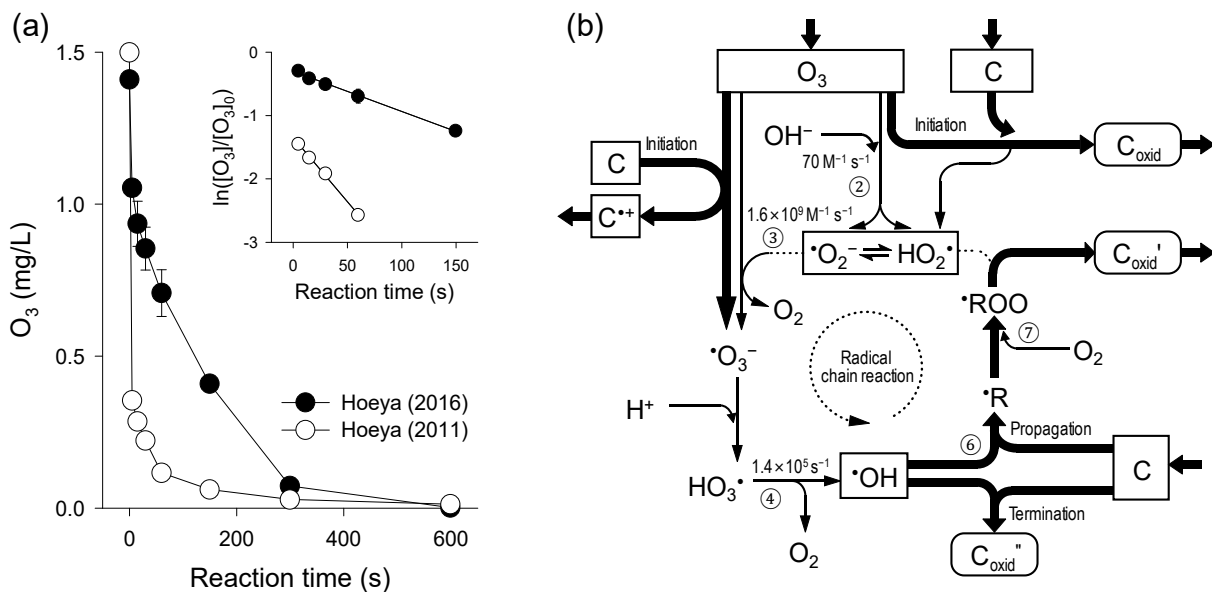 (a)
1.5
1.0
0.5
0.0
O₃ (mg/L)
0
200
400
600
Reaction time (s)
Hoeya (2016)
Hoeya (2011)
0
-1
-2
-3
ln([O₃]/[O₃]₀)
0
50
100
150
Reaction time (s)
(b)
O₃
C
Initiation
Initiation
OH⁻
70 M⁻¹ s⁻¹
②
C
C•⁺
C_oxid
1.6×10⁹ M⁻¹ s⁻¹
③
•O₂⁻ ⇌ HO₂•
C_oxid'
O₂
•ROO
⑦
O₂
•O₃⁻
Radical
chain reaction
H⁺
•R
⑥
Propagation
HO₃•
1.4×10⁵ s⁻¹
④
•OH
C
O₂
Termination
C_oxid"